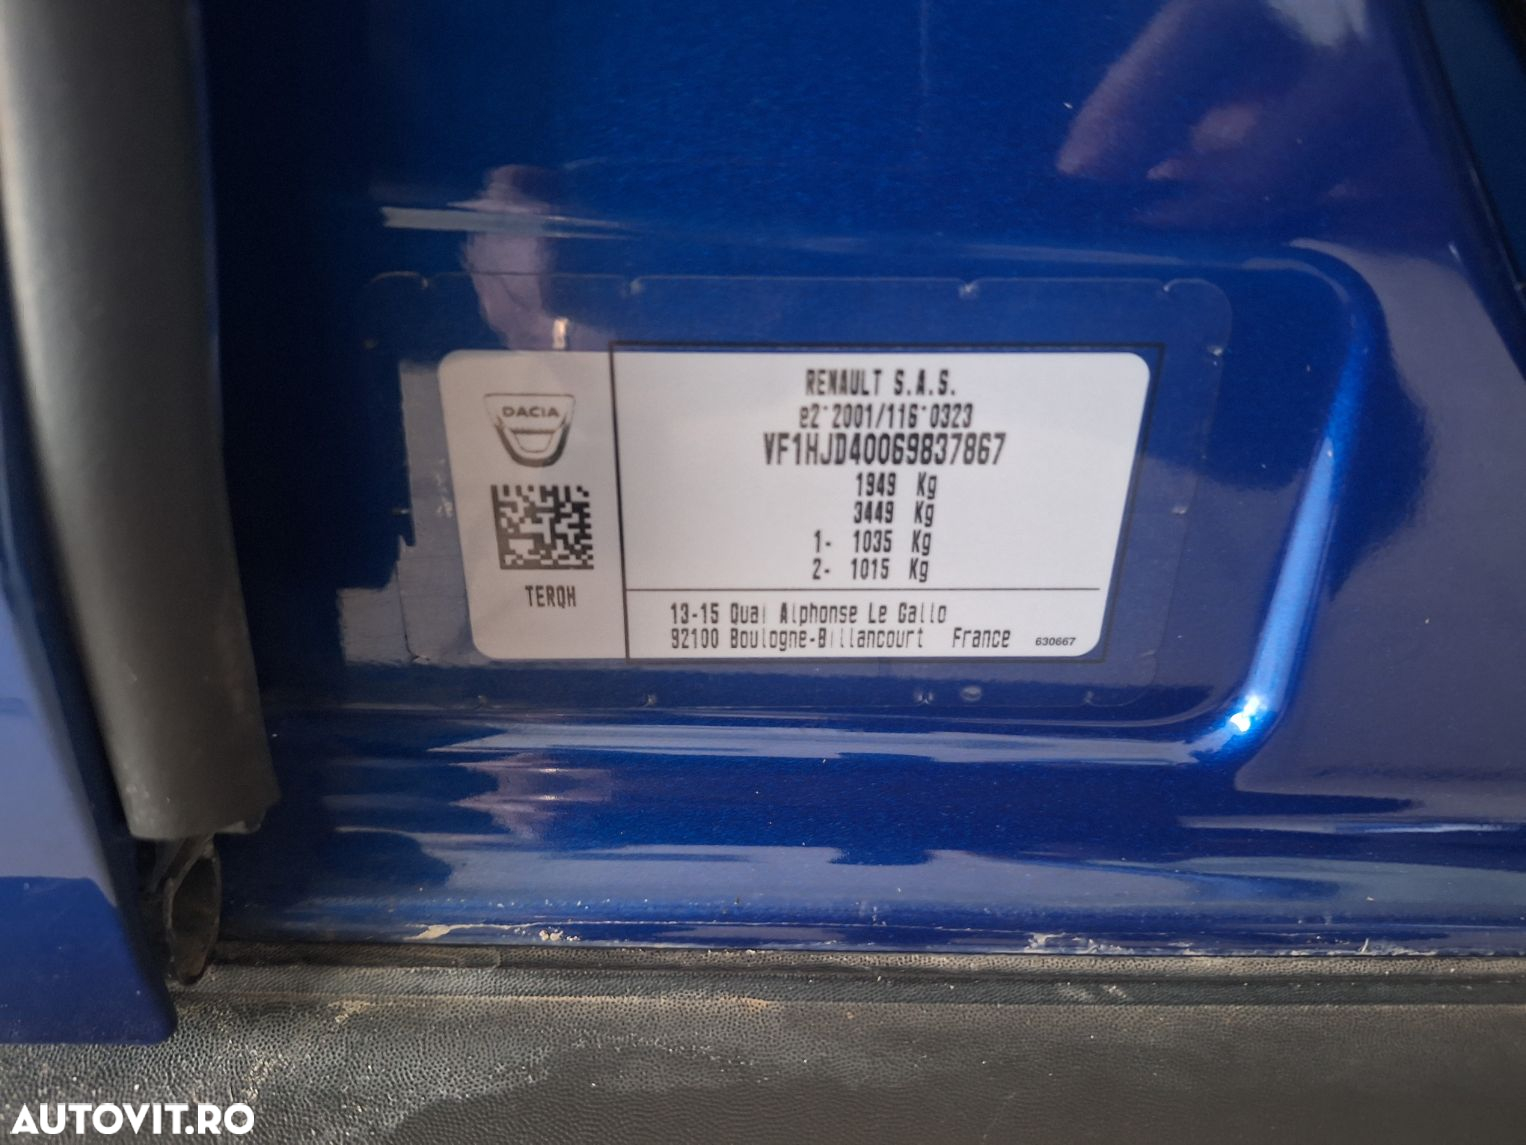 DACIA
TERQH
RENAULT S.A.S.
e2*2001/116*0323
VF1HJD40069837867
1949 Kg
3449 Kg
1- 1035 Kg
2- 1015 Kg
13-15 Quai Alphonse Le Gallo
92100 Boulogne-Billancourt France
630667
AUTOVIT.RO